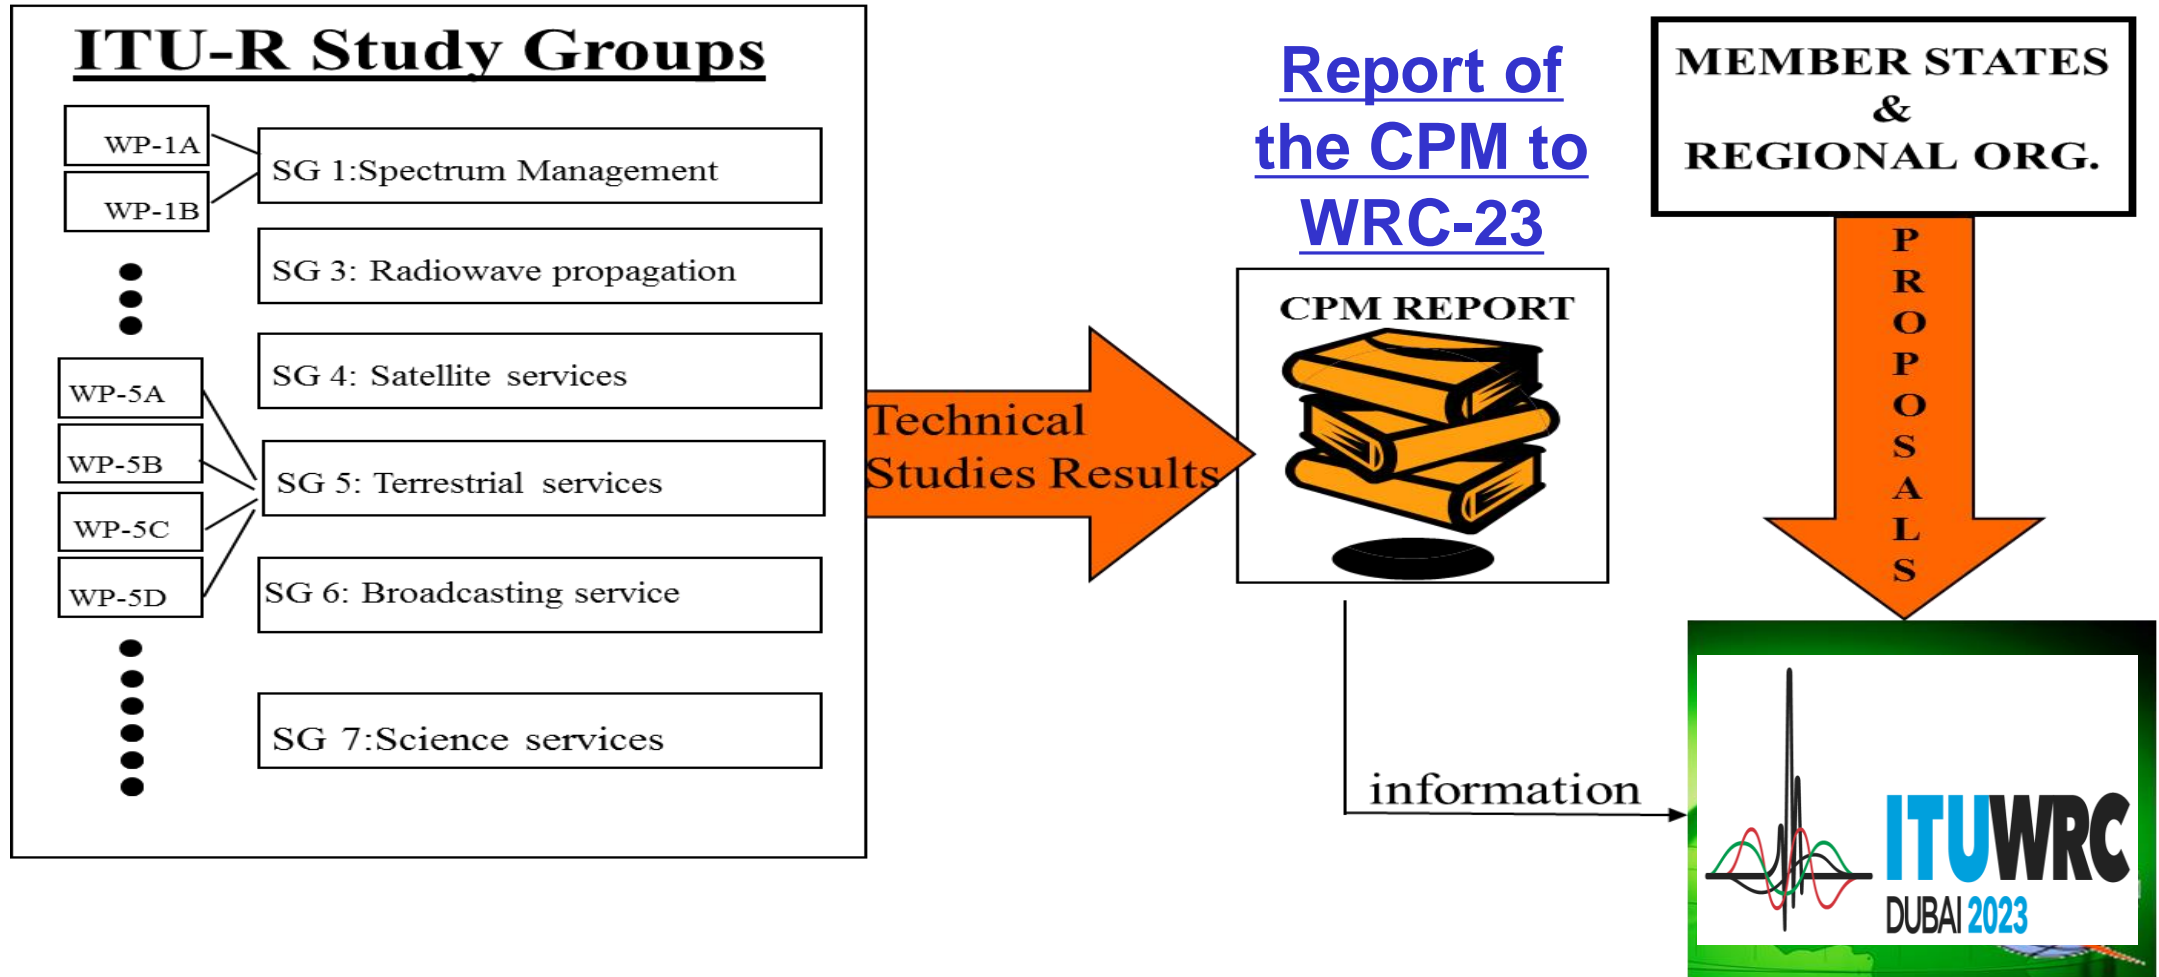 ITU-R Study Groups
WP-1A
WP-1B
SG 1:Spectrum Management
SG 3: Radiowave propagation
SG 4: Satellite services
WP-5A
WP-5B
WP-5C
WP-5D
SG 5: Terrestrial services
SG 6: Broadcasting service
SG 7:Science services
Technical
Studies Results
Report of
the CPM to
WRC-23
CPM REPORT
information
MEMBER STATES
&
REGIONAL ORG.
PROPOSALS
ITUWRC
DUBAI 2023